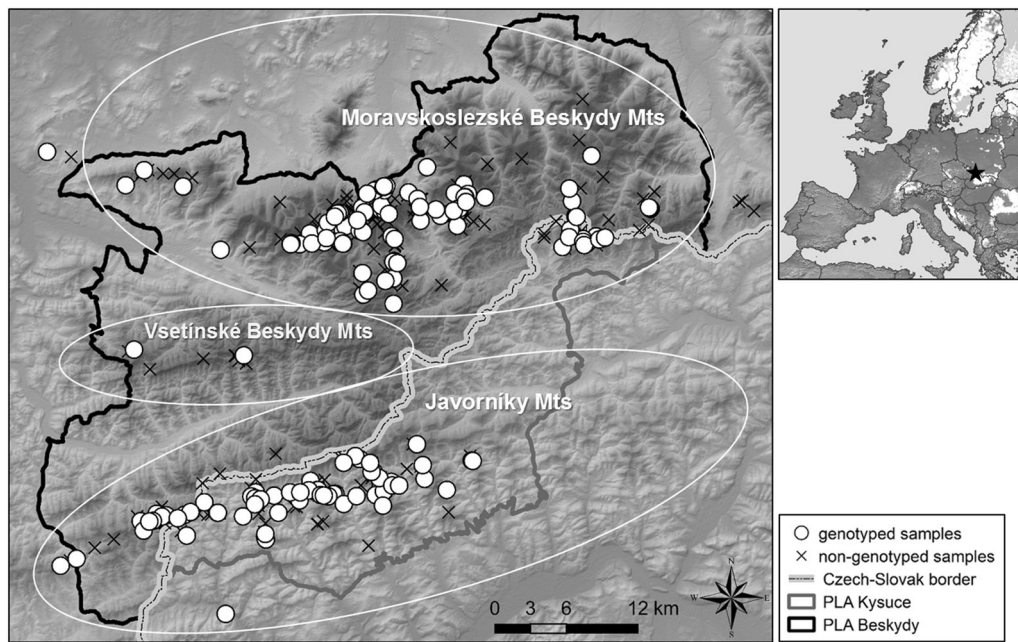 Moravskoslezské Beskydy Mts
Vsetínské Beskydy Mts
Javorníky Mts
N
W E
S
0 3 6 12 km
genotyped samples
non-genotyped samples
Czech-Slovak border
PLA Kysuce
PLA Beskydy